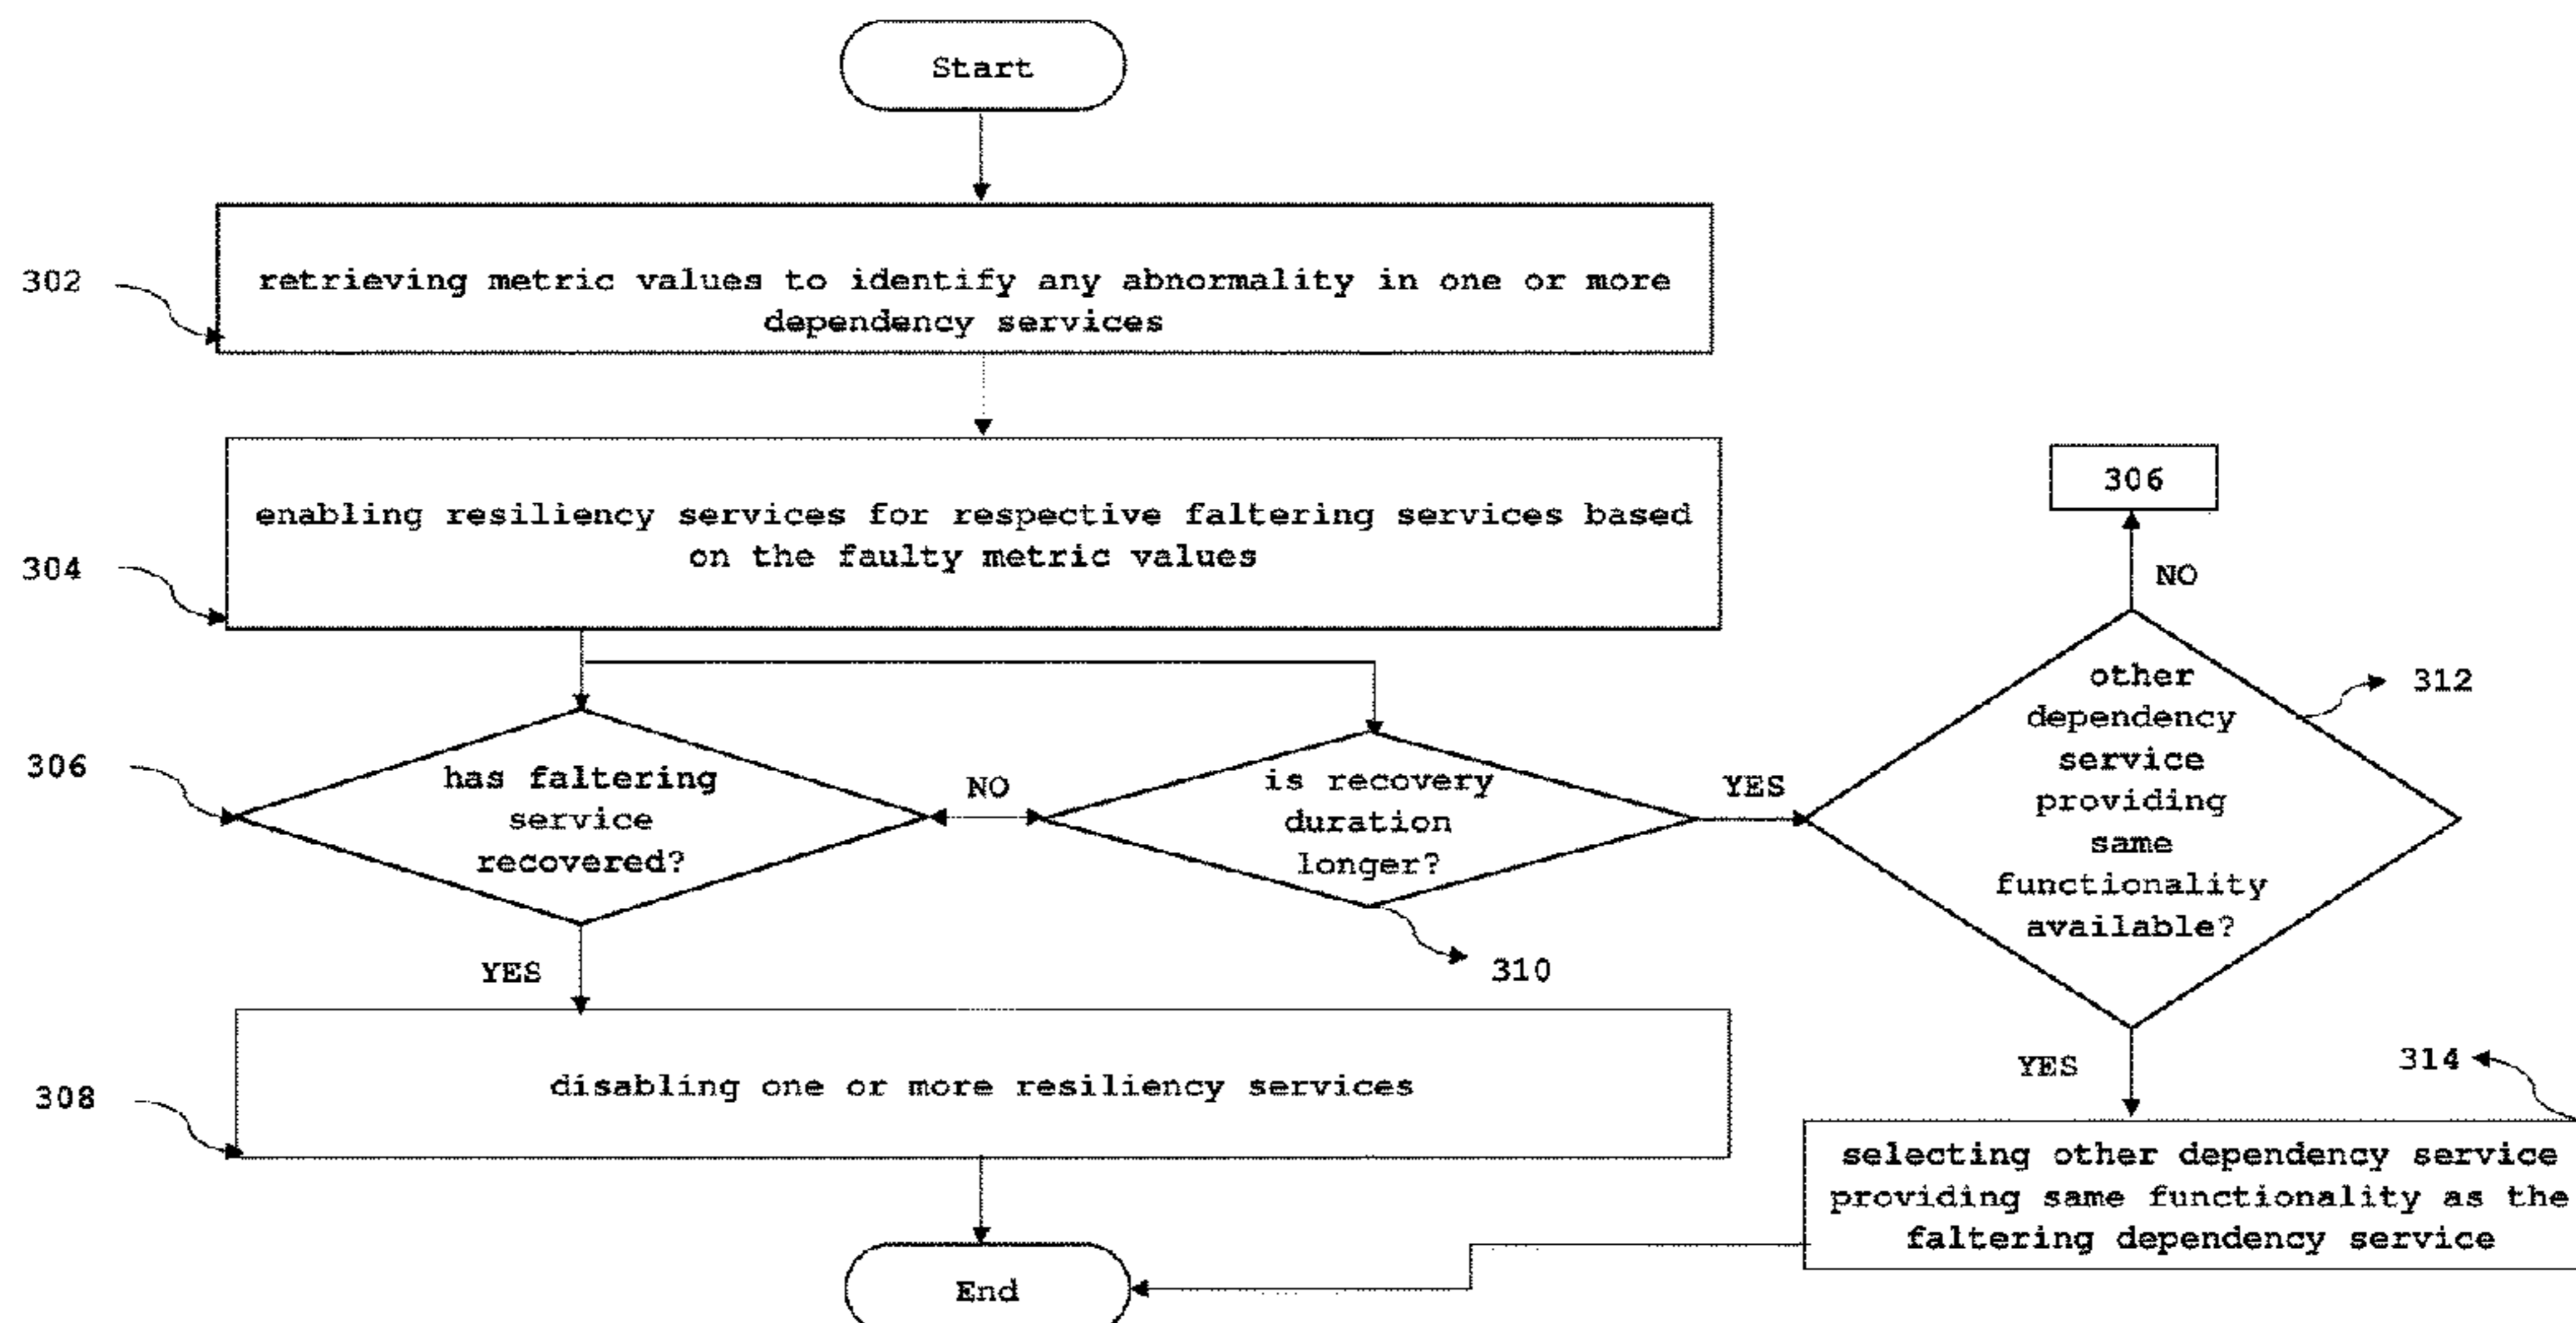 Start
302
retrieving metric values to identify any abnormality in one or more
dependency services
304
enabling resiliency services for respective faltering services based
on the faulty metric values
306
NO
306
has faltering
service
recovered?
NO
is recovery
duration
longer?
YES
other
dependency
service
providing
same
functionality
available?
312
310
YES
YES
308
disabling one or more resiliency services
314
selecting other dependency service
providing same functionality as the
faltering dependency service
End